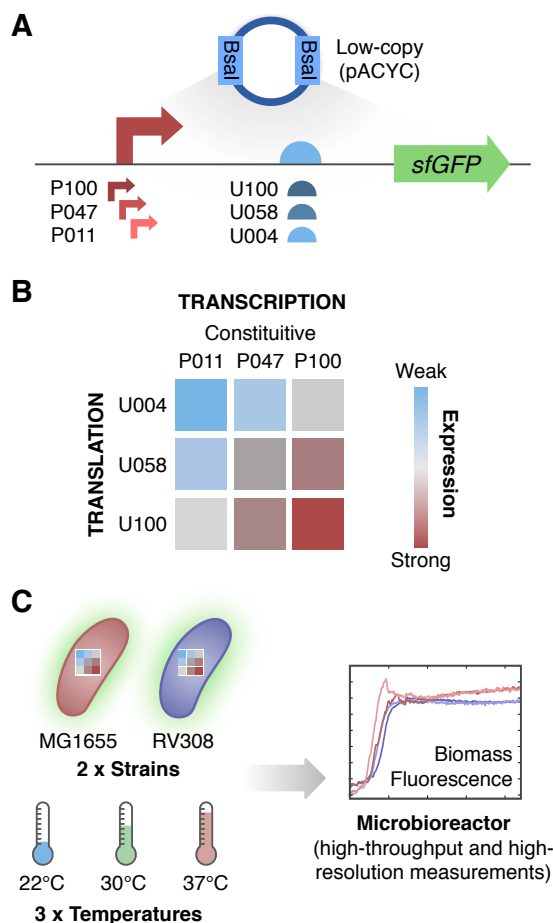 A
BsaI
BsaI
Low-copy
(pACYC)
sfGFP
P100
P047
P011
U100
U058
U004
B
TRANSCRIPTION
Constituitive
P011 P047 P100
TRANSLATION
U004
U058
U100
Weak
Expression
Strong
C
MG1655 RV308
2 x Strains
22°C 30°C 37°C
3 x Temperatures
Biomass
Fluorescence
Microbioreactor
(high-throughput and high-
resolution measurements)